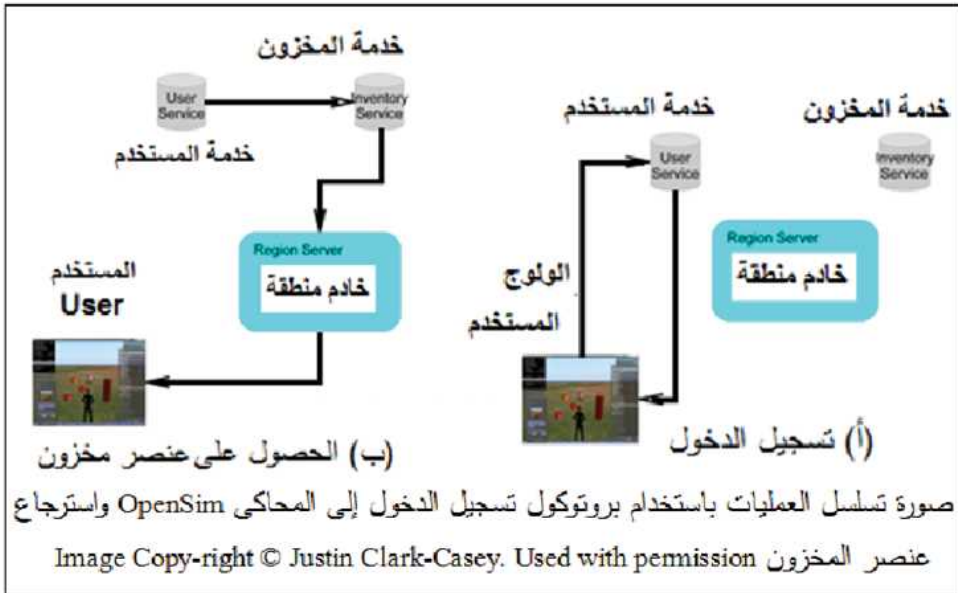 خدمة المخزون
User
Service
Inventory
Service
خدمة المستخدم
Region Server
خادم منطقة
المستخدم
User
(ب) الحصول على عنصر مخزون
خدمة المخزون
خدمة المستخدم
User
Service
Inventory
Service
Region Server
خادم منطقة
الولوج
المستخدم
(أ) تسجيل الدخول
صورة تسلسل العمليات باستخدام بروتوكول تسجيل الدخول إلى المحاكى OpenSim واسترجاع
عنصر المخزون Image Copy-right © Justin Clark-Casey. Used with permission